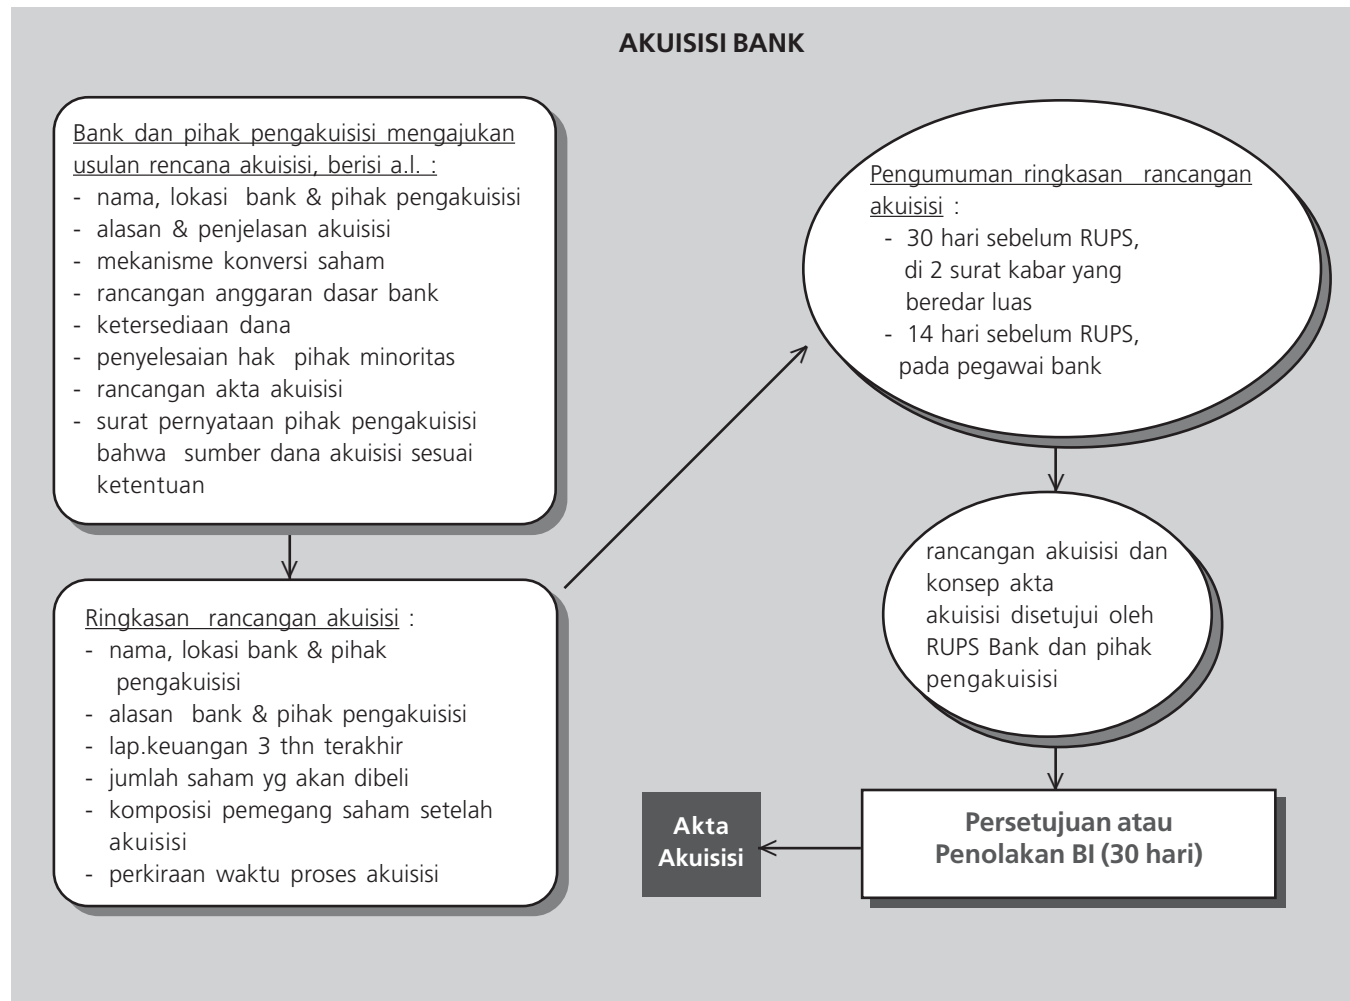 AKUISISI BANK
Bank dan pihak pengakuisisi mengajukan
usulan rencana akuisisi, berisi a.l. :
- nama, lokasi bank & pihak pengakuisisi
- alasan & penjelasan akuisisi
- mekanisme konversi saham
- rancangan anggaran dasar bank
- ketersediaan dana
- penyelesaian hak pihak minoritas
- rancangan akta akuisisi
- surat pernyataan pihak pengakuisisi
bahwa sumber dana akuisisi sesuai
ketentuan
Ringkasan rancangan akuisisi :
- nama, lokasi bank & pihak
pengakuisisi
- alasan bank & pihak pengakuisisi
- lap.keuangan 3 thn terakhir
- jumlah saham yg akan dibeli
- komposisi pemegang saham setelah
akuisisi
- perkiraan waktu proses akuisisi
Pengumuman ringkasan rancangan
akuisisi :
- 30 hari sebelum RUPS,
di 2 surat kabar yang
beredar luas
- 14 hari sebelum RUPS,
pada pegawai bank
rancangan akuisisi dan
konsep akta
akuisisi disetujui oleh
RUPS Bank dan pihak
pengakuisisi
Persetujuan atau
Penolakan BI (30 hari)
Akta
Akuisisi